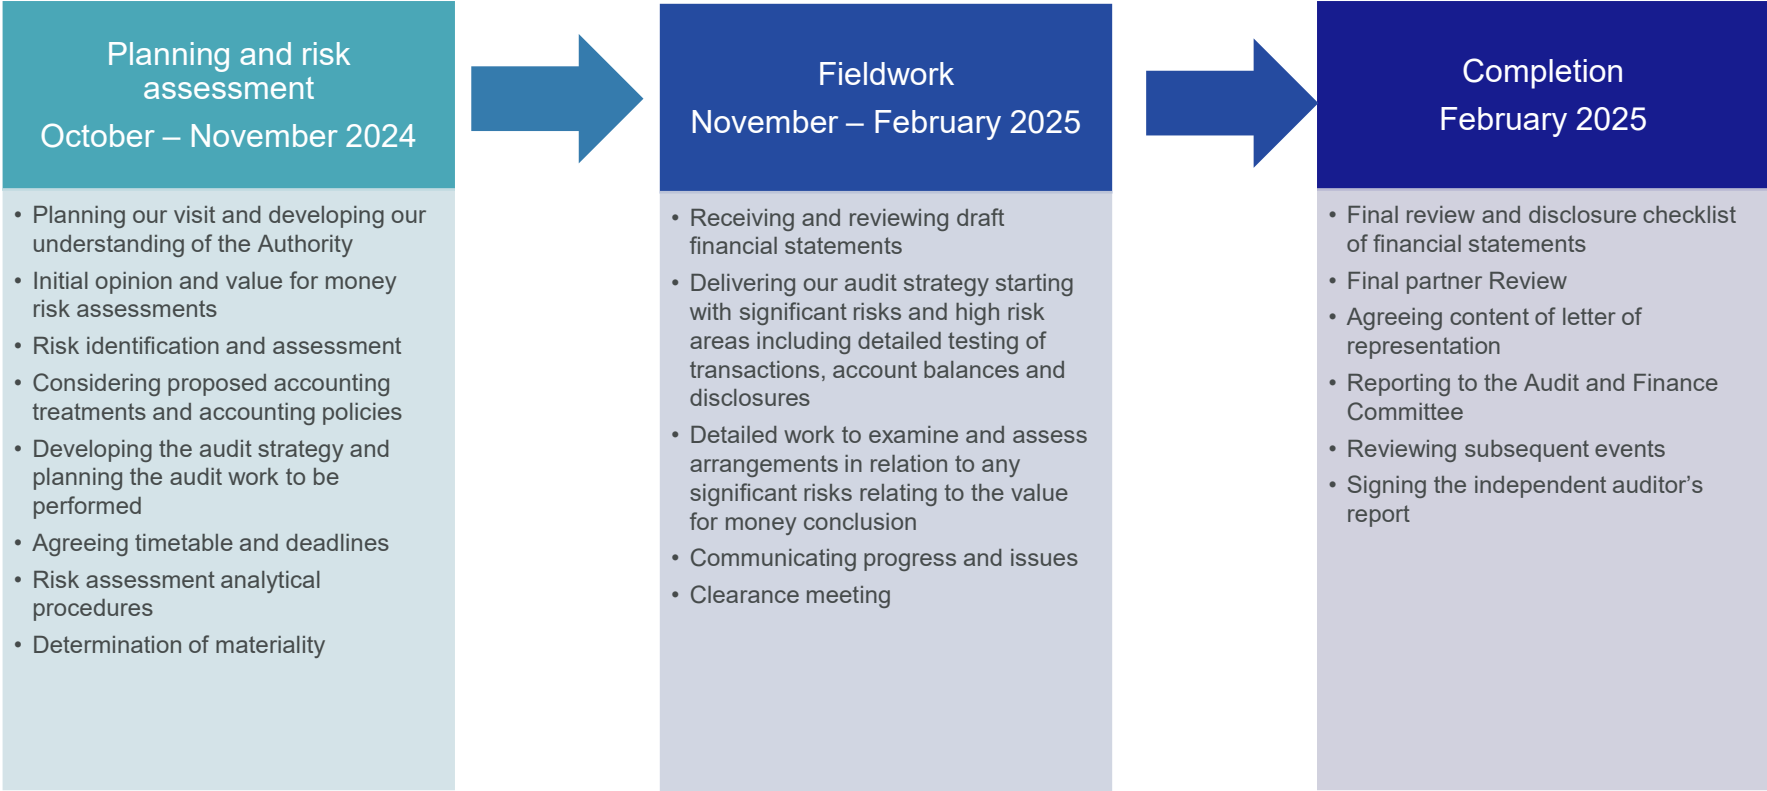 Planning and risk
assessment
October – November 2024
• Planning our visit and developing our
understanding of the Authority
• Initial opinion and value for money
risk assessments
• Risk identification and assessment
• Considering proposed accounting
treatments and accounting policies
• Developing the audit strategy and
planning the audit work to be
performed
• Agreeing timetable and deadlines
• Risk assessment analytical
procedures
• Determination of materiality
Fieldwork
November – February 2025
• Receiving and reviewing draft
financial statements
• Delivering our audit strategy starting
with significant risks and high risk
areas including detailed testing of
transactions, account balances and
disclosures
• Detailed work to examine and assess
arrangements in relation to any
significant risks relating to the value
for money conclusion
• Communicating progress and issues
• Clearance meeting
Completion
February 2025
• Final review and disclosure checklist
of financial statements
• Final partner Review
• Agreeing content of letter of
representation
• Reporting to the Audit and Finance
Committee
• Reviewing subsequent events
• Signing the independent auditor’s
report